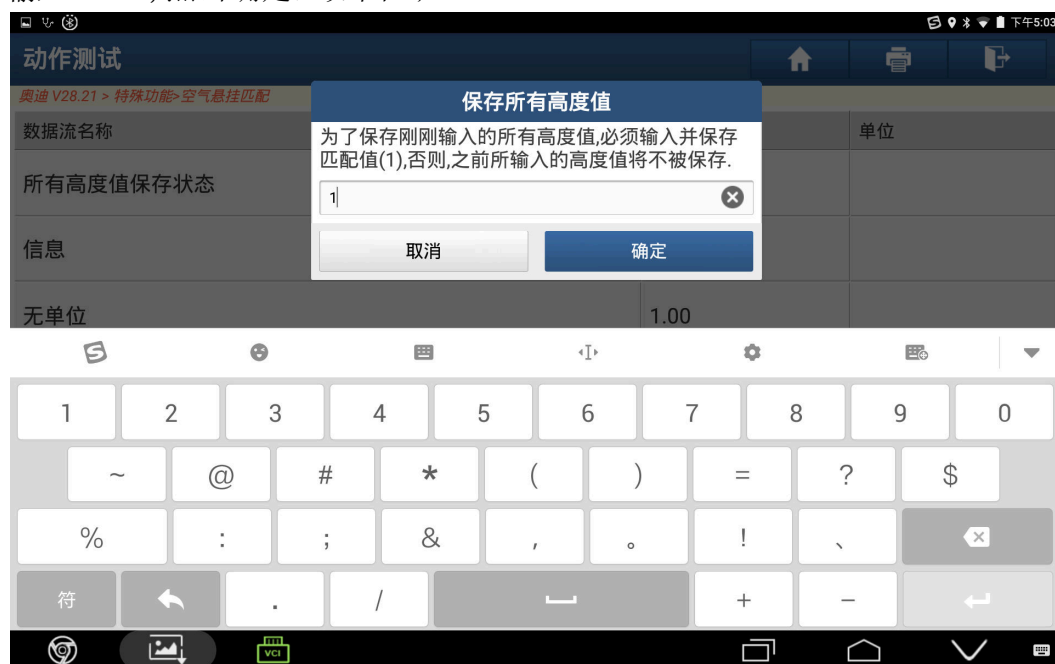 下午5:03
动作测试
奥迪 V28.21 > 特殊功能>空气悬挂匹配
保存所有高度值
数据流名称
单位
为了保存刚刚输入的所有高度值,必须输入并保存
匹配值(1),否则,之前所输入的高度值将不被保存.
所有高度值保存状态
1
信息
取消
确定
无单位
1.00
1 2 3 4 5 6 7 8 9 0
~ @ # * ( ) = ? $
% : ; & , 。 ! 、
符 . / + −
VCI